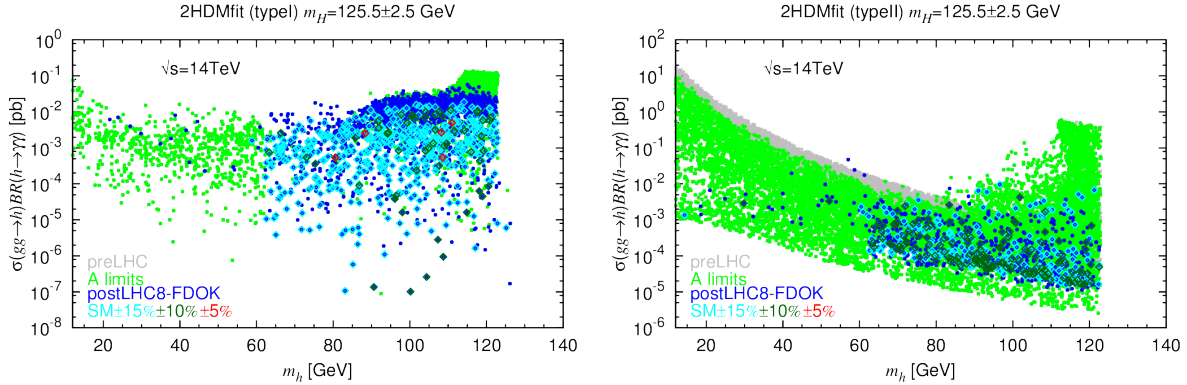 2HDMfit (typeI) m_H=125.5±2.5 GeV
10^0
10^-1
10^-2
10^-3
10^-4
10^-5
10^-6
10^-7
10^-8
σ(gg→h)BR(h→γγ) [pb]
√s=14TeV
preLHC
A limits
postLHC8-FDOK
SM±15%±10%±5%
20 40 60 80 100 120 140
m_h [GeV]
2HDMfit (typeII) m_H=125.5±2.5 GeV
10^2
10^1
10^0
10^-1
10^-2
10^-3
10^-4
10^-5
10^-6
σ(gg→h)BR(h→γγ) [pb]
√s=14TeV
preLHC
A limits
postLHC8-FDOK
SM±15%±10%±5%
20 40 60 80 100 120 140
m_h [GeV]